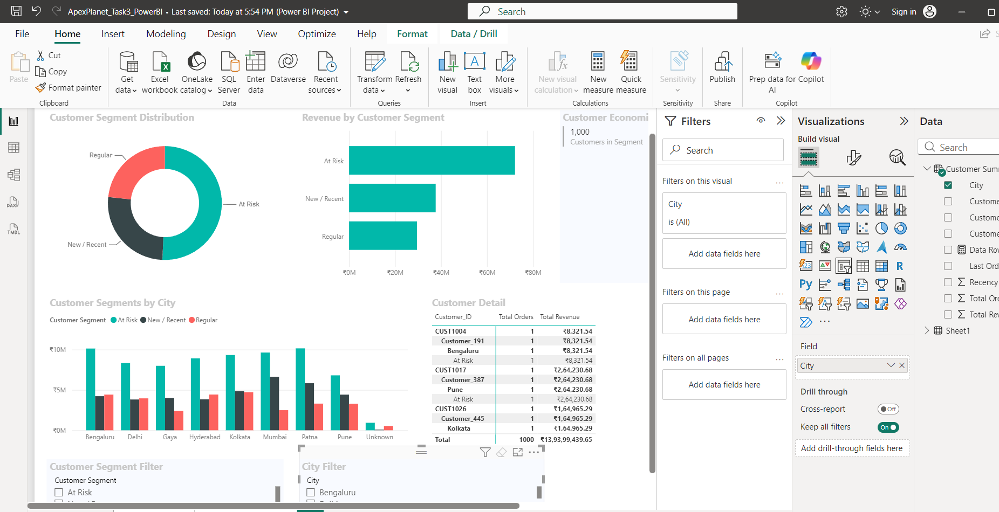 ApexPlanet_Task3_PowerBI • Last saved: Today at 5:54 PM (Power BI Project)
Search
Sign in
File Home Insert Modeling Design View Optimize Help Format Data / Drill
Paste
Cut
Copy
Format painter
Clipboard
Get data
Excel workbook
OneLake catalog
SQL Server
Enter data
Dataverse
Recent sources
Data
Transform data
Refresh
Queries
New visual
Text box
More visuals
Insert
New visual calculation
New measure
Quick measure
Calculations
Sensitivity
Sensitivity
Publish
Share
Prep data for AI
Copilot
Copilot
Customer Segment Distribution
Regular
At Risk
New / Recent
Revenue by Customer Segment
At Risk
New / Recent
Regular
₹0M ₹20M ₹40M ₹60M ₹80M
Customer Economi
1,000
Customers in Segment
Customer Segments by City
Customer Segment At Risk New / Recent Regular
₹10M
₹5M
₹0M
Bengaluru Delhi Gaya Hyderabad Kolkata Mumbai Patna Pune Unknown
Customer Detail
Customer_ID Total Orders Total Revenue
CUST1004 1 ₹8,321.54
Customer_191 1 ₹8,321.54
Bengaluru 1 ₹8,321.54
At Risk 1 ₹8,321.54
CUST1017 1 ₹2,64,230.68
Customer_387 1 ₹2,64,230.68
Pune 1 ₹2,64,230.68
At Risk 1 ₹2,64,230.68
CUST1026 1 ₹1,64,965.29
Customer_445 1 ₹1,64,965.29
Kolkata 1 ₹1,64,965.29
Total 1000 ₹13,93,99,439.65
Customer Segment Filter
Customer Segment
At Risk
City Filter
City
Bengaluru
Filters
Search
Filters on this visual ...
City
is (All)
Add data fields here
Filters on this page ...
Add data fields here
Filters on all pages ...
Add data fields here
Visualizations
Build visual
123
R
Py
...
Field
City
Drill through
Cross-report Off
Keep all filters On
Add drill-through fields here
Data
Search
Customer Sum
City
Custome
Custome
Custome
Data Rov
Last Ord
Recency
Total Ord
Total Rev
Sheet1
DAX
TMDL